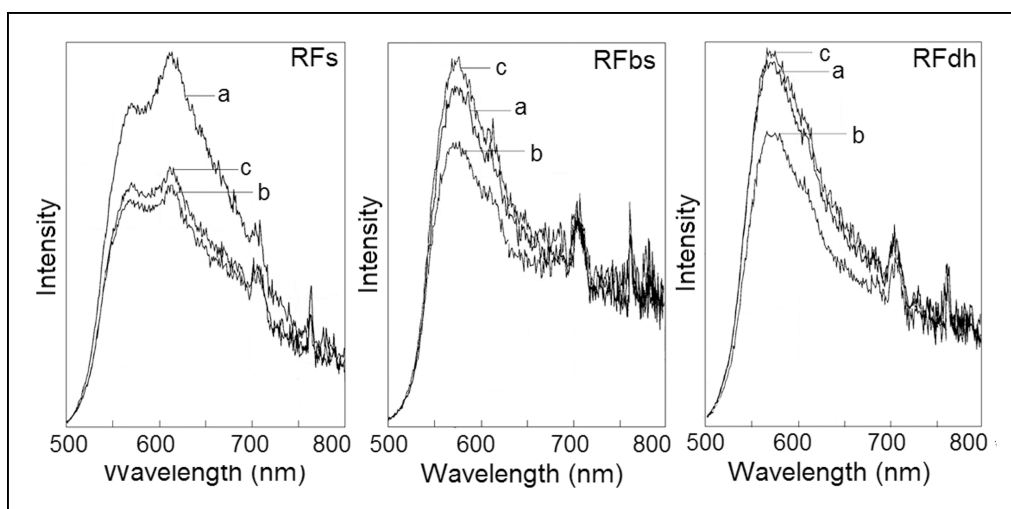 RFs
a
c
b
Intensity
500 600 700 800
Wavelength (nm)
RFbs
c
a
b
Intensity
500 600 700 800
Wavelength (nm)
RFdh
c
a
b
Intensity
500 600 700 800
Wavelength (nm)